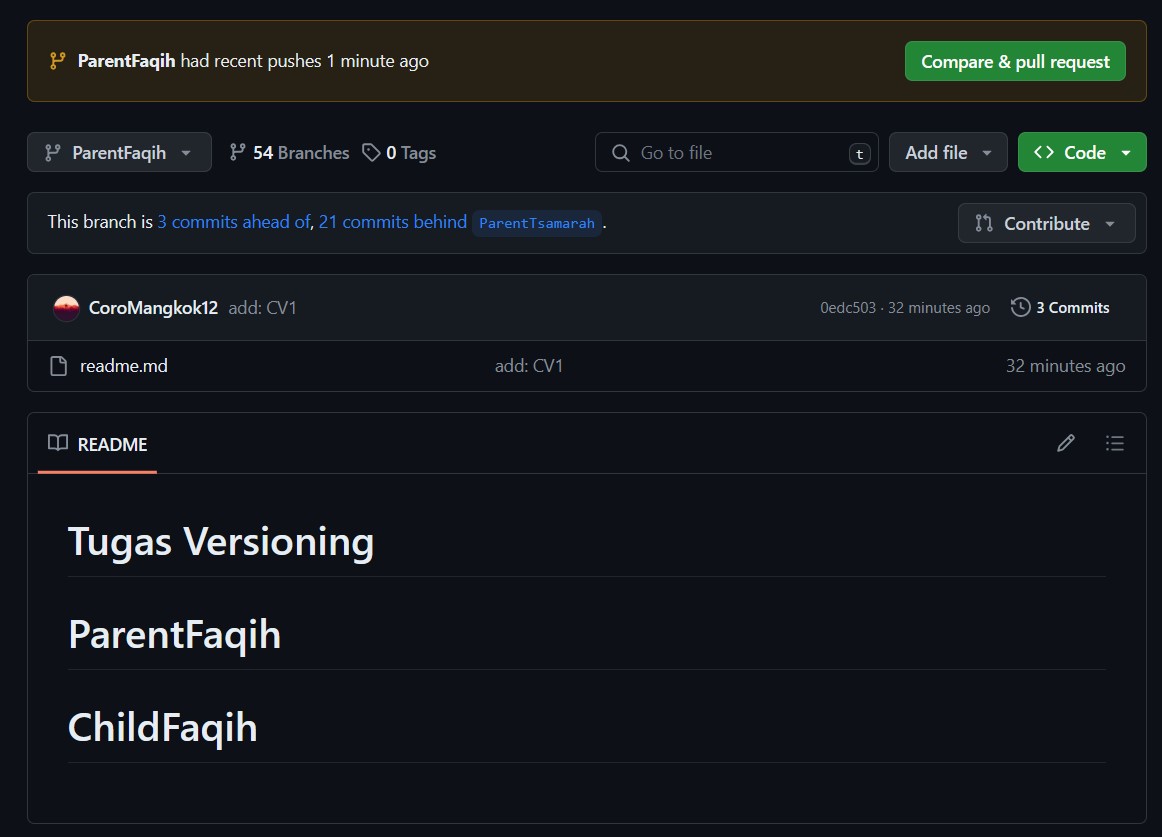 ParentFaqih had recent pushes 1 minute ago
Compare & pull request
ParentFaqih
54 Branches
0 Tags
Go to file
t
Add file
Code
This branch is 3 commits ahead of, 21 commits behind ParentTsamarah .
Contribute
CoroMangkok12 add: CV1
0edc503 · 32 minutes ago
3 Commits
readme.md
add: CV1
32 minutes ago
README
Tugas Versioning
ParentFaqih
ChildFaqih